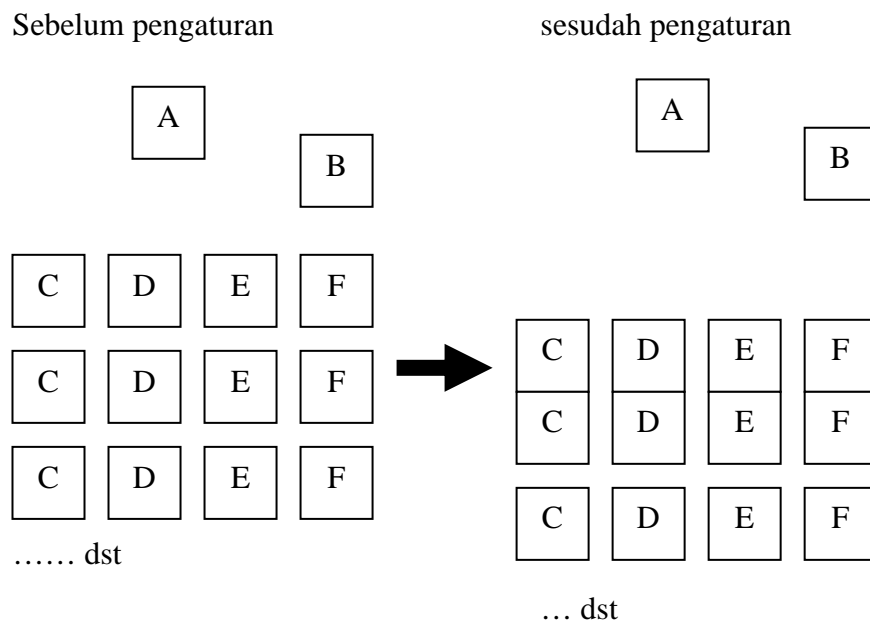 Sebelum pengaturan
sesudah pengaturan
A
B
C D E F
C D E F
C D E F
…… dst
A
B
C D E F
C D E F
C D E F
… dst